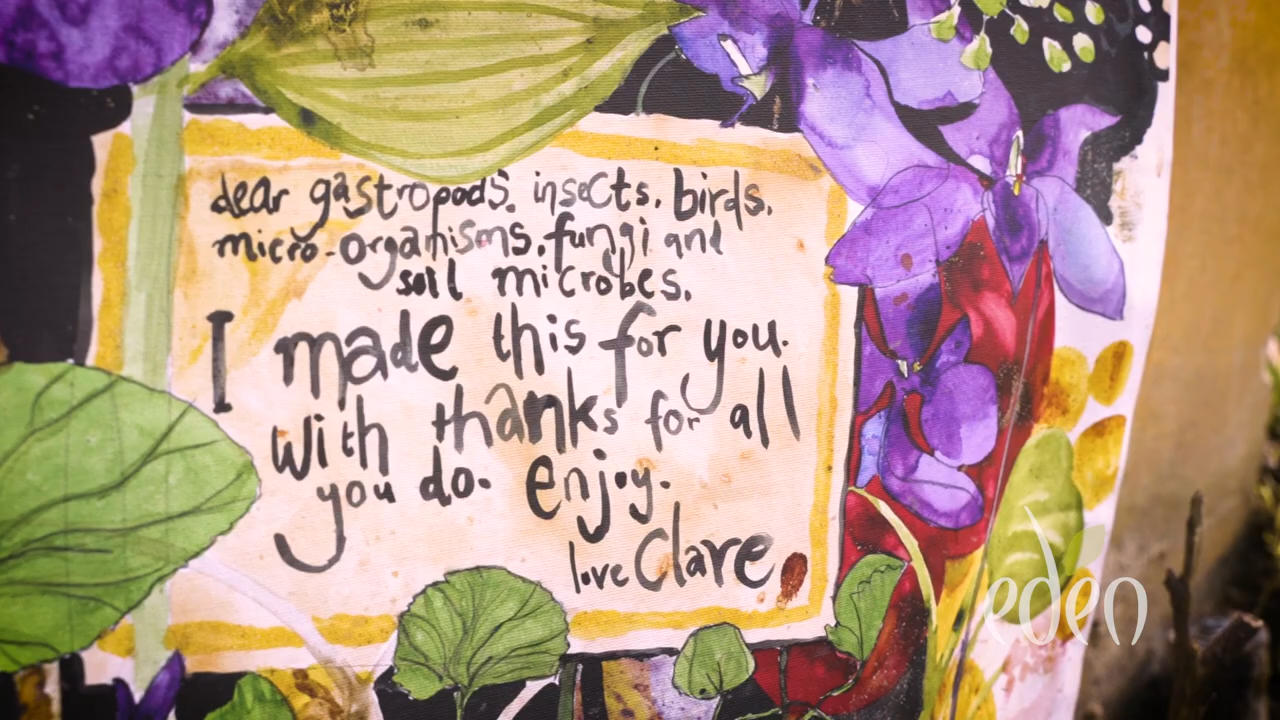 dear gastropods. insects. birds.
micro-organisms. fungi and
soil microbes.
I made this for you.
with thanks for all
you do. enjoy.
love Clare
eden